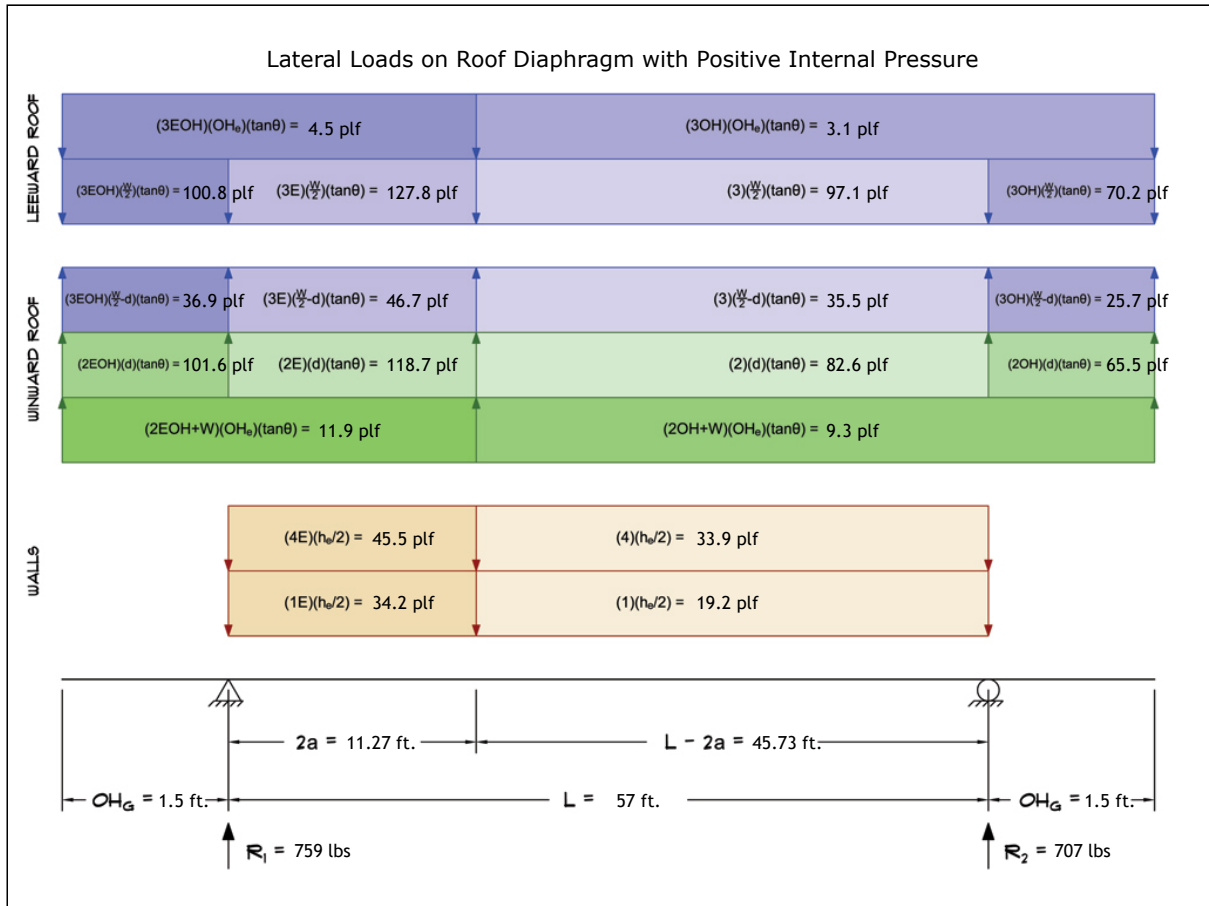 Lateral Loads on Roof Diaphragm with Positive Internal Pressure
LEEWARD ROOF
(3EOH)(OHₑ)(tanθ) = 4.5 plf
(3OH)(OHₑ)(tanθ) = 3.1 plf
(3EOH)(W/2)(tanθ) = 100.8 plf
(3E)(W/2)(tanθ) = 127.8 plf
(3)(W/2)(tanθ) = 97.1 plf
(3OH)(W/2)(tanθ) = 70.2 plf
WINWARD ROOF
(3EOH)(W/2-d)(tanθ) = 36.9 plf
(3E)(W/2-d)(tanθ) = 46.7 plf
(3)(W/2-d)(tanθ) = 35.5 plf
(3OH)(W/2-d)(tanθ) = 25.7 plf
(2EOH)(d)(tanθ) = 101.6 plf
(2E)(d)(tanθ) = 118.7 plf
(2)(d)(tanθ) = 82.6 plf
(2OH)(d)(tanθ) = 65.5 plf
(2EOH+W)(OHₑ)(tanθ) = 11.9 plf
(2OH+W)(OHₑ)(tanθ) = 9.3 plf
WALLS
(4E)(hₑ/2) = 45.5 plf
(4)(hₑ/2) = 33.9 plf
(1E)(hₑ/2) = 34.2 plf
(1)(hₑ/2) = 19.2 plf
2a = 11.27 ft.
L - 2a = 45.73 ft.
OH_G = 1.5 ft.
L = 57 ft.
OH_G = 1.5 ft.
R₁ = 759 lbs
R₂ = 707 lbs